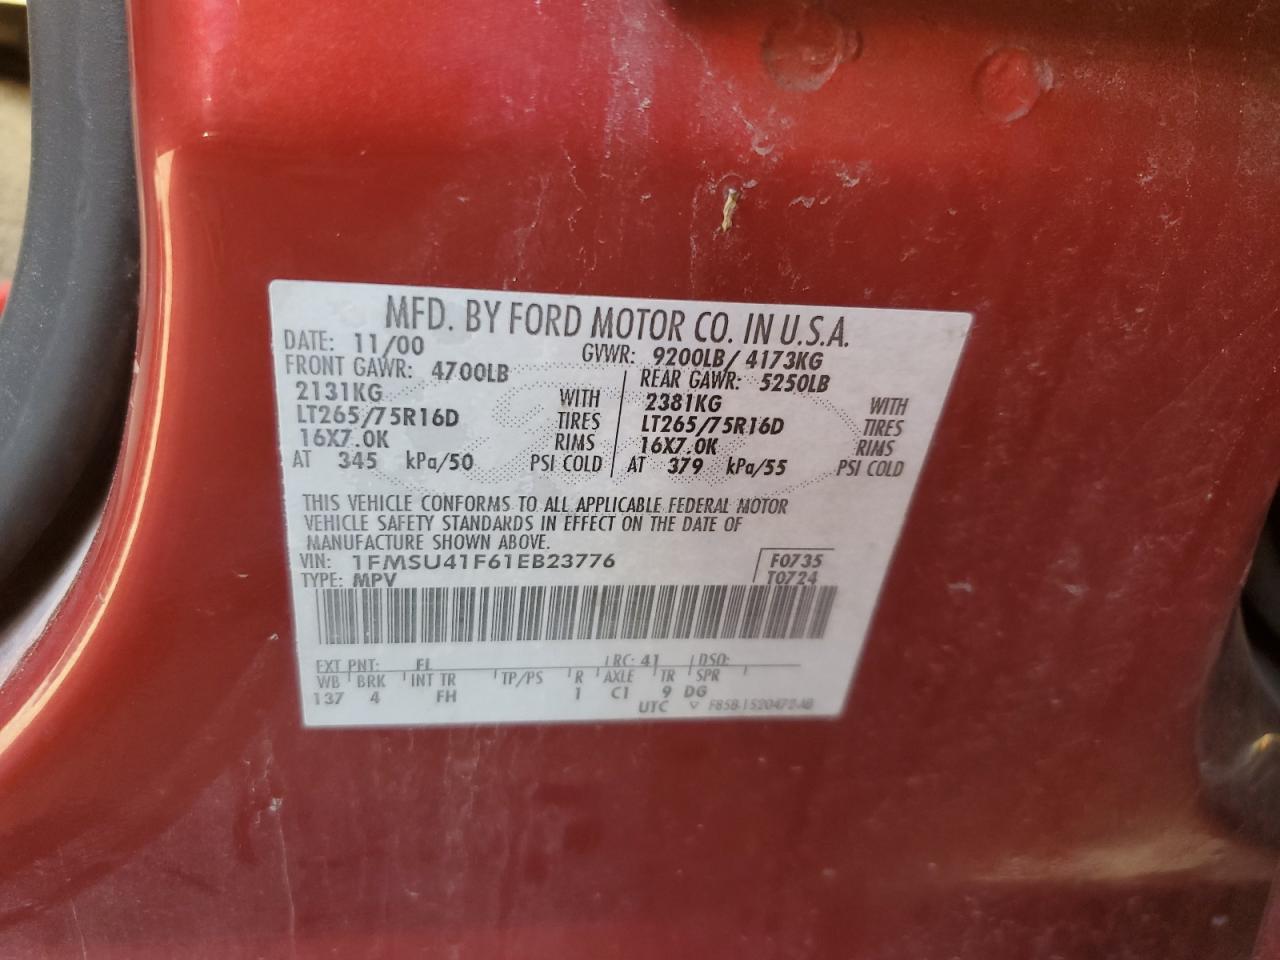 MFD. BY FORD MOTOR CO. IN U.S.A.
DATE: 11/00 GVWR: 9200LB/ 4173KG
FRONT GAWR: 4700LB REAR GAWR: 5250LB
2131KG WITH 2381KG WITH
LT265/75R16D TIRES LT265/75R16D TIRES
16X7.0K RIMS 16X7.0K RIMS
AT 345 kPa/50 PSI COLD AT 379 kPa/55 PSI COLD
THIS VEHICLE CONFORMS TO ALL APPLICABLE FEDERAL MOTOR
VEHICLE SAFETY STANDARDS IN EFFECT ON THE DATE OF
MANUFACTURE SHOWN ABOVE.
VIN: 1FMSU41F61EB23776 F0735
TYPE: MPV T0724
EXT PNT: FL RC: 41 DSO:
WB BRK INT TR TP/PS R AXLE TR SPR
137 4 FH 1 C1 9 DG
UTC ▽ F85B-1520472-AB